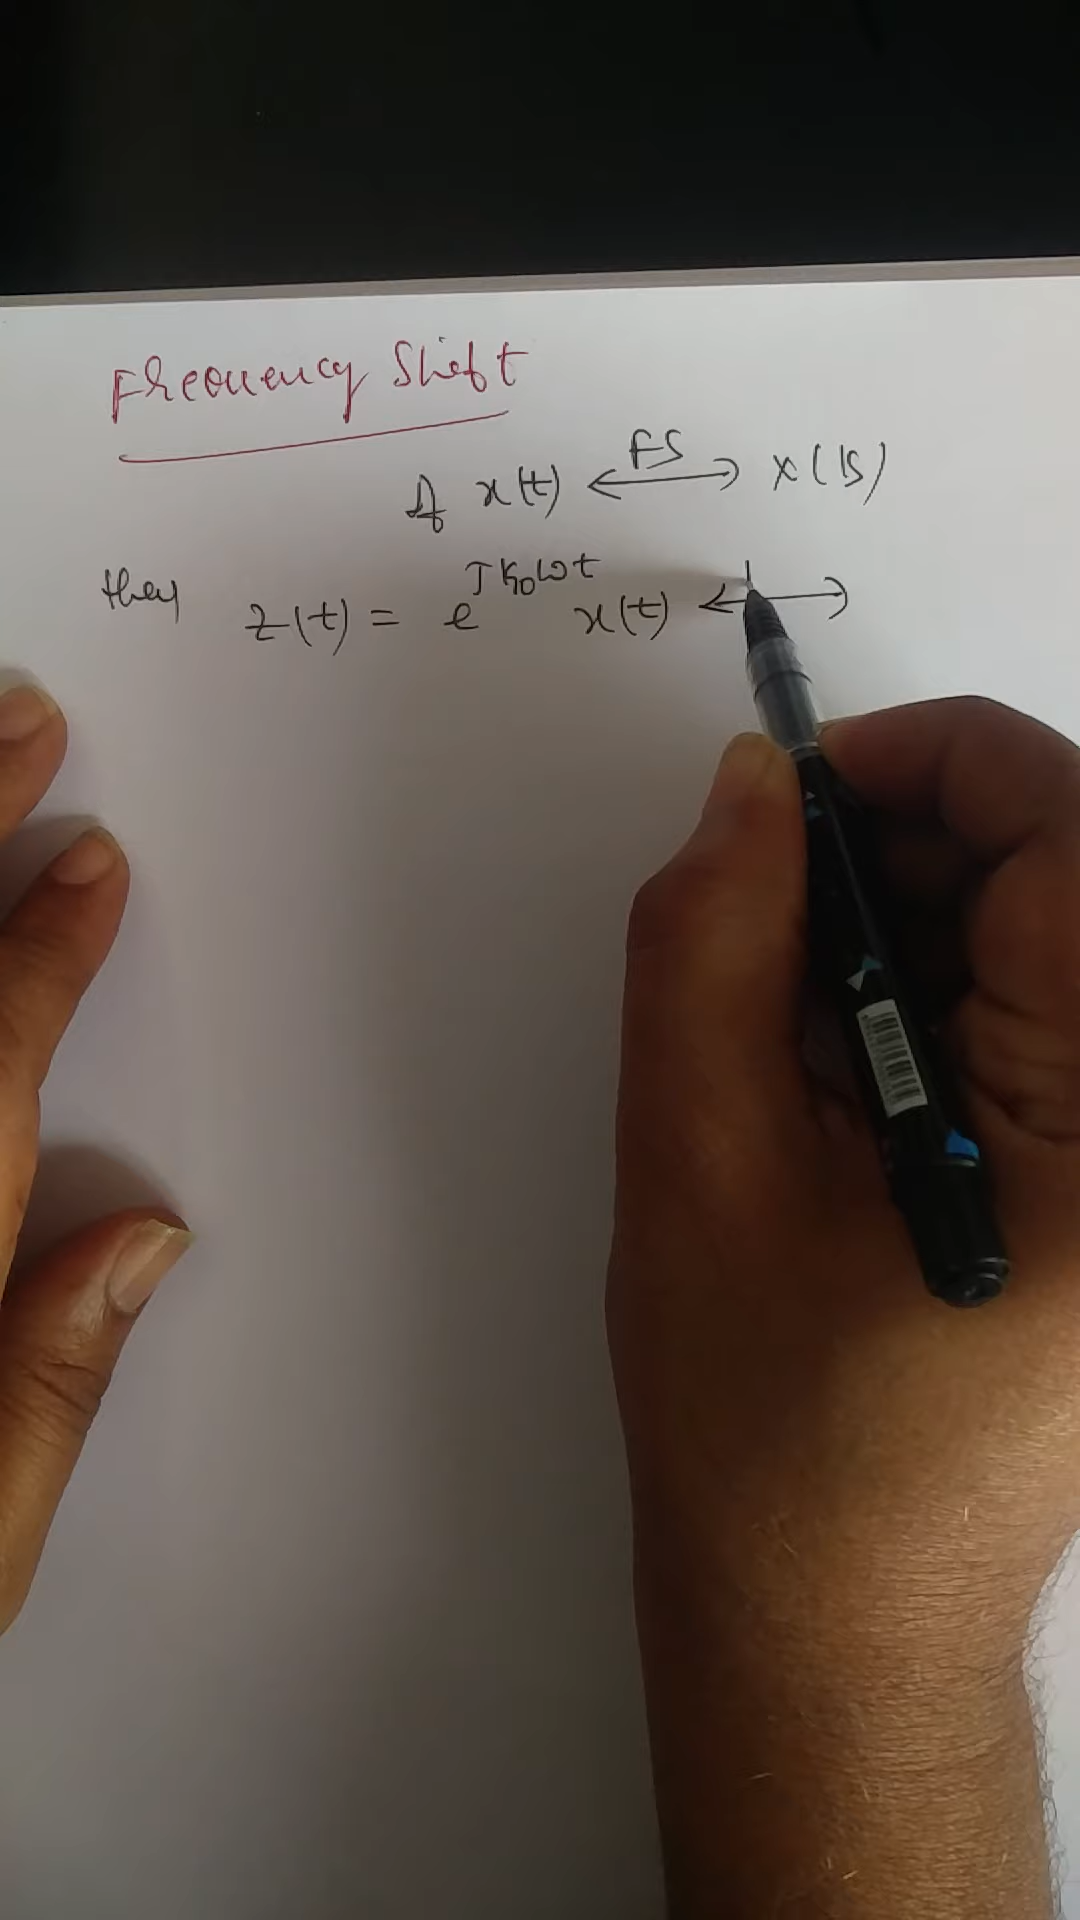 Frequency Shift
If x(t) <-FS-> X(k)
then z(t) = e^{jk₀ωt} x(t) <->